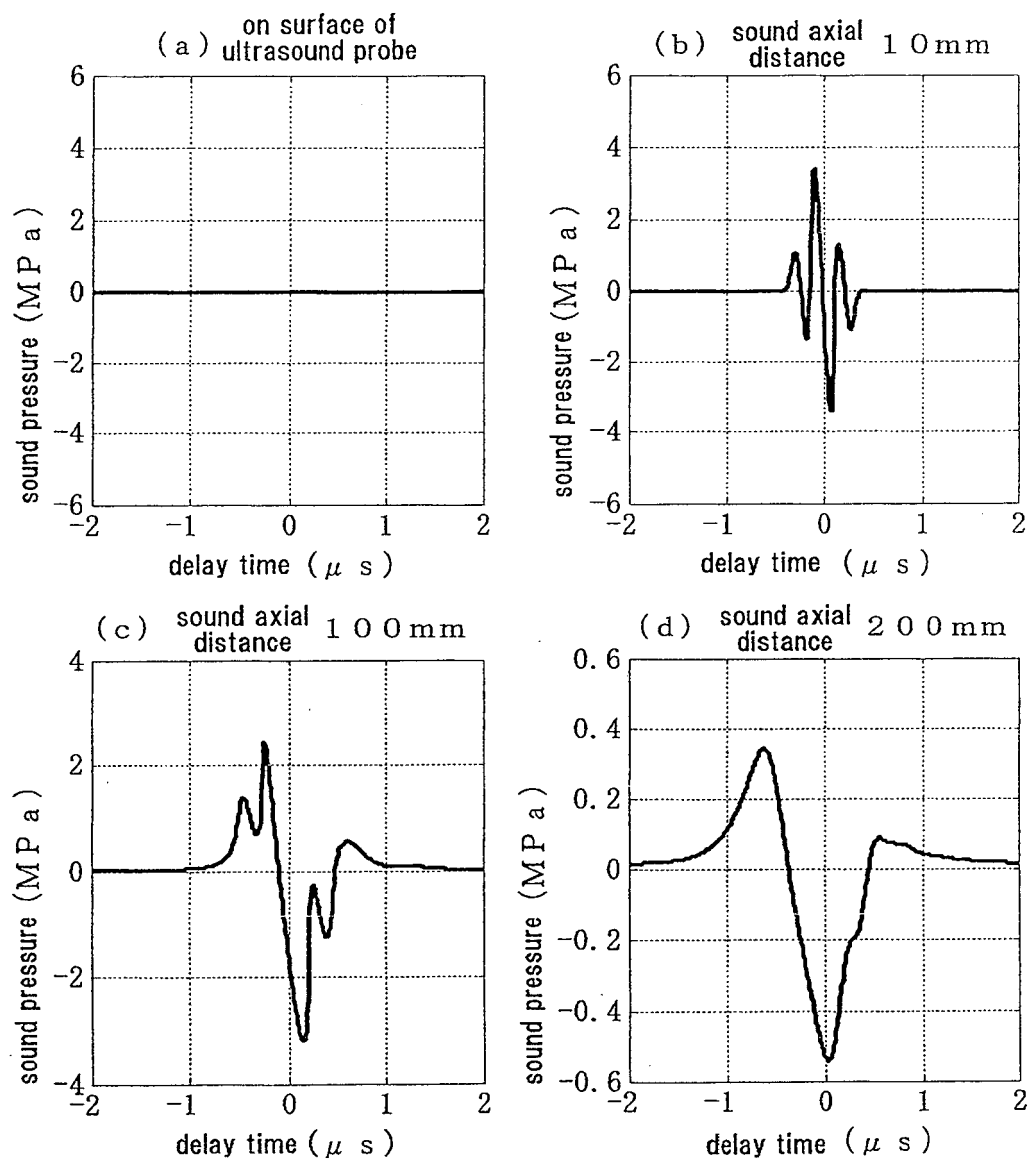 (a) on surface of
ultrasound probe
6
4
2
0
-2
-4
-6
-2 -1 0 1 2
sound pressure (MPa)
delay time (μs)
(b) sound axial
distance 10mm
6
4
2
0
-2
-4
-6
-2 -1 0 1 2
sound pressure (MPa)
delay time (μs)
(c) sound axial
distance 100mm
4
2
0
-2
-4
-2 -1 0 1 2
sound pressure (MPa)
delay time (μs)
(d) sound axial
distance 200mm
0.6
0.4
0.2
0
-0.2
-0.4
-0.6
-2 -1 0 1 2
sound pressure (MPa)
delay time (μs)